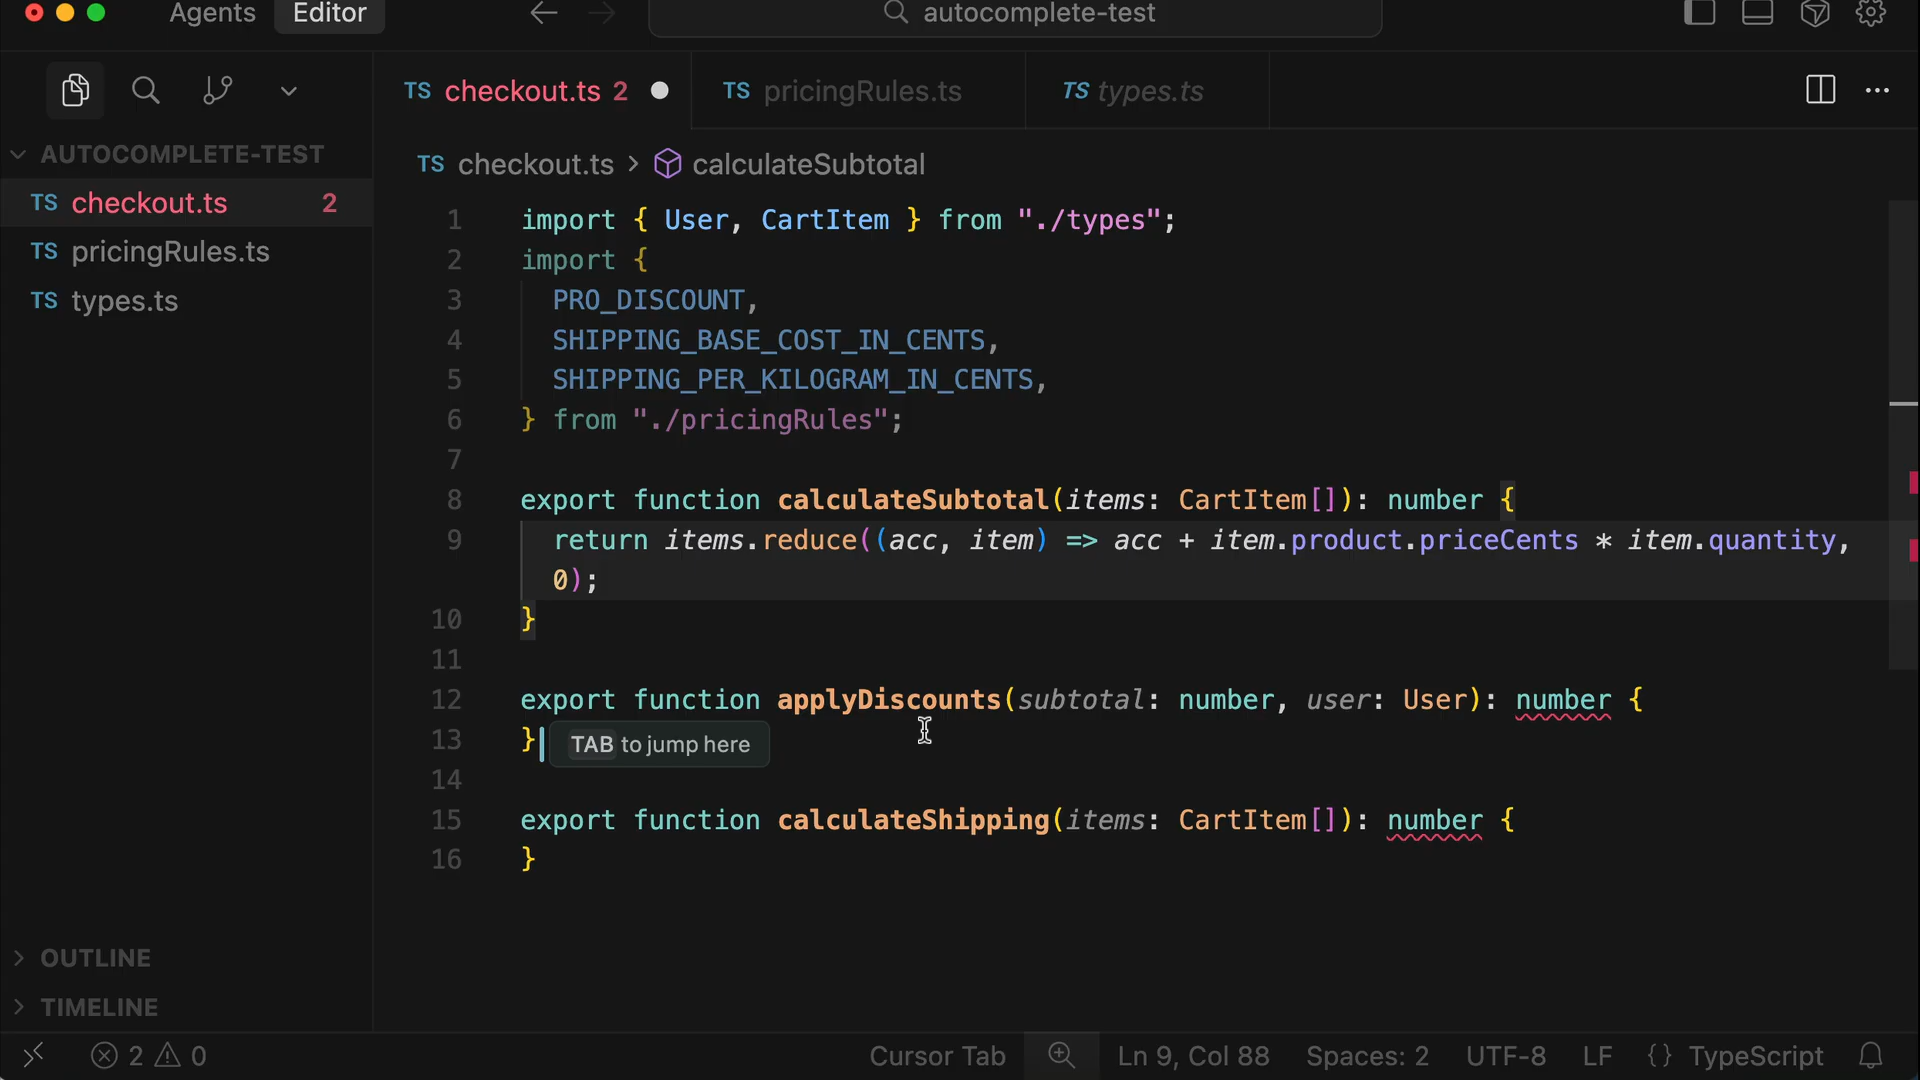 Agents
Editor
autocomplete-test
TS checkout.ts 2
TS pricingRules.ts
TS types.ts
AUTOCOMPLETE-TEST
TS checkout.ts 2
TS pricingRules.ts
TS types.ts
OUTLINE
TIMELINE
TS checkout.ts > calculateSubtotal
1 import { User, CartItem } from "./types";
2 import {
3 PRO_DISCOUNT,
4 SHIPPING_BASE_COST_IN_CENTS,
5 SHIPPING_PER_KILOGRAM_IN_CENTS,
6 } from "./pricingRules";
7
8 export function calculateSubtotal(items: CartItem[]): number {
9 return items.reduce((acc, item) => acc + item.product.priceCents * item.quantity,
0);
10 }
11
12 export function applyDiscounts(subtotal: number, user: User): number {
13 } TAB to jump here
14
15 export function calculateShipping(items: CartItem[]): number {
16 }
2 0
Cursor Tab
Ln 9, Col 88
Spaces: 2
UTF-8
LF
{} TypeScript